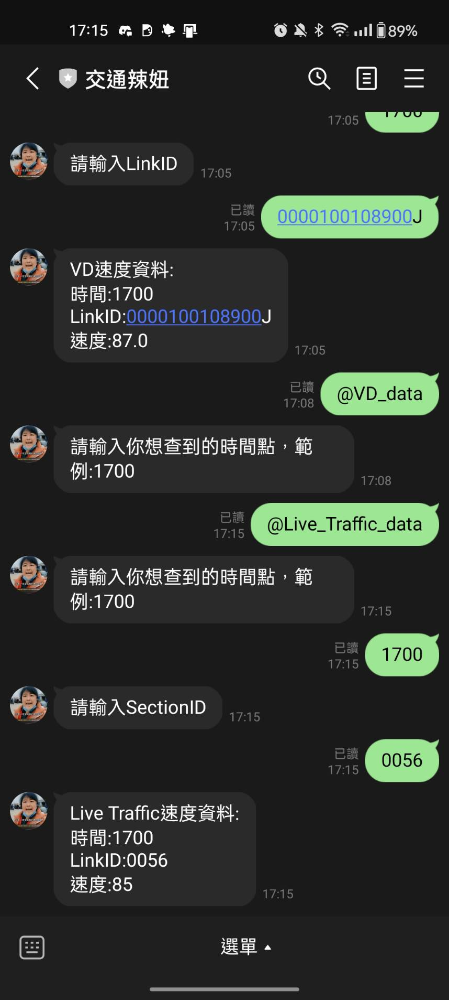 17:15
89%
交通辣妞
17:05
請輸入LinkID
17:05
已讀
17:05
0000100108900J
VD速度資料:
時間:1700
LinkID:0000100108900J
速度:87.0
17:05
已讀
17:08
@VD_data
請輸入你想查到的時間點，範
例:1700
17:08
已讀
17:15
@Live_Traffic_data
請輸入你想查到的時間點，範
例:1700
17:15
已讀
17:15
1700
請輸入SectionID
17:15
已讀
17:15
0056
Live Traffic速度資料:
時間:1700
LinkID:0056
速度:85
17:15
選單